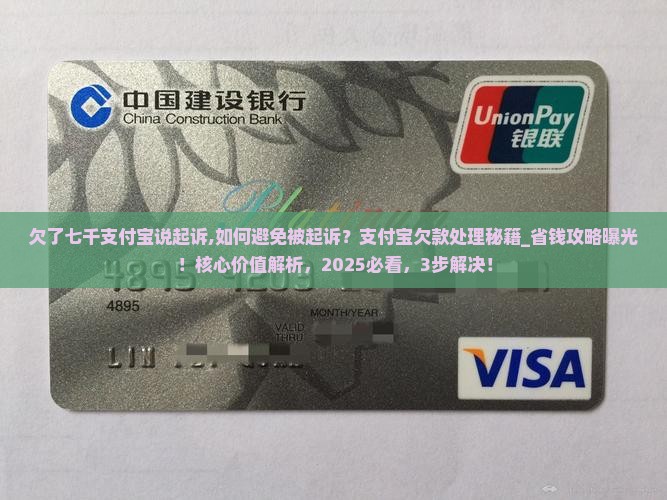 中国建设银行
China Construction Bank
UnionPay
银联
Platinum
欠了七千支付宝说起诉,如何避免被起诉？支付宝欠款处理秘籍_省钱攻略曝光
！核心价值解析，2025必看，3步解决！
4895
MONTH/YEAR
VALID
THRU
LIN
VISA